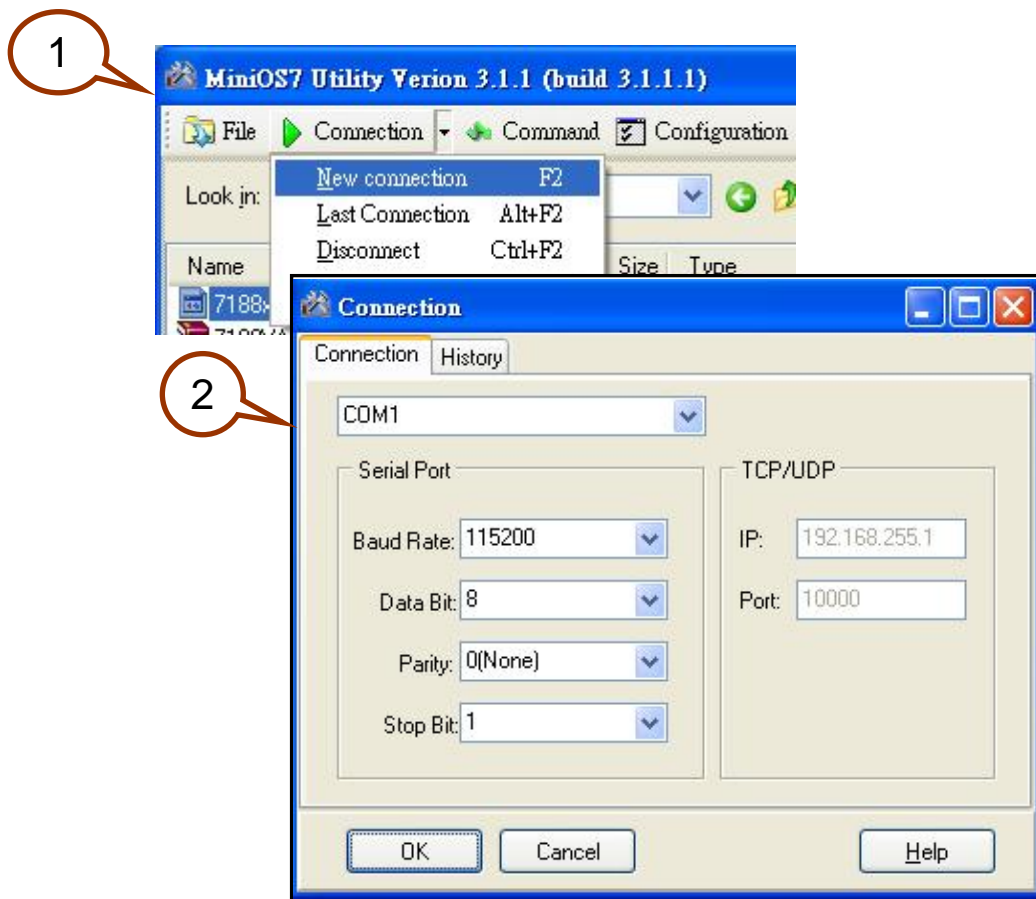 1
MiniOS7 Utility Verion 3.1.1 (build 3.1.1.1)
File Connection Command Configuration
Look in:
New connection F2
Last Connection Alt+F2
Disconnect Ctrl+F2
Name Size Type
7188x
Connection
Connection History
2
COM1
Serial Port TCP/UDP
Baud Rate: 115200 IP: 192.168.255.1
Data Bit: 8 Port: 10000
Parity: 0(None)
Stop Bit: 1
OK Cancel Help